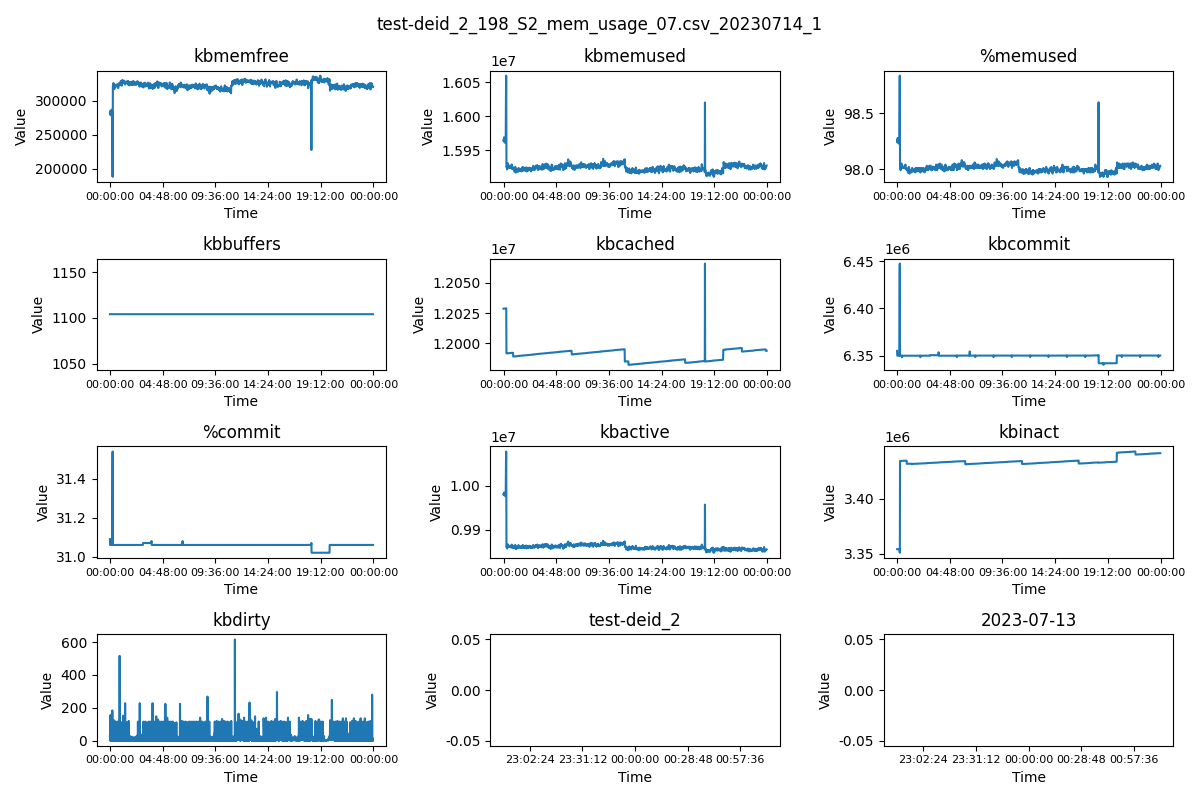 test-deid_2_198_S2_mem_usage_07.csv_20230714_1
kbmemfree
kbmemused
%memused
1e7
300000
250000
200000
Value
1.605
1.600
1.595
Value
98.5
98.0
Value
00:00:00 04:48:00 09:36:00 14:24:00 19:12:00 00:00:00
00:00:00 04:48:00 09:36:00 14:24:00 19:12:00 00:00:00
00:00:00 04:48:00 09:36:00 14:24:00 19:12:00 00:00:00
Time
Time
Time
kbbuffers
kbcached
kbcommit
1e7
1e6
1150
1100
1050
Value
1.2050
1.2025
1.2000
Value
6.45
6.40
6.35
Value
00:00:00 04:48:00 09:36:00 14:24:00 19:12:00 00:00:00
00:00:00 04:48:00 09:36:00 14:24:00 19:12:00 00:00:00
00:00:00 04:48:00 09:36:00 14:24:00 19:12:00 00:00:00
Time
Time
Time
%commit
kbactive
kbinact
1e7
1e6
31.4
31.2
31.0
Value
1.00
0.99
Value
3.40
3.35
Value
00:00:00 04:48:00 09:36:00 14:24:00 19:12:00 00:00:00
00:00:00 04:48:00 09:36:00 14:24:00 19:12:00 00:00:00
00:00:00 04:48:00 09:36:00 14:24:00 19:12:00 00:00:00
Time
Time
Time
kbdirty
test-deid_2
2023-07-13
600
400
200
0
Value
0.05
0.00
-0.05
Value
0.05
0.00
-0.05
Value
00:00:00 04:48:00 09:36:00 14:24:00 19:12:00 00:00:00
23:02:24 23:31:12 00:00:00 00:28:48 00:57:36
23:02:24 23:31:12 00:00:00 00:28:48 00:57:36
Time
Time
Time